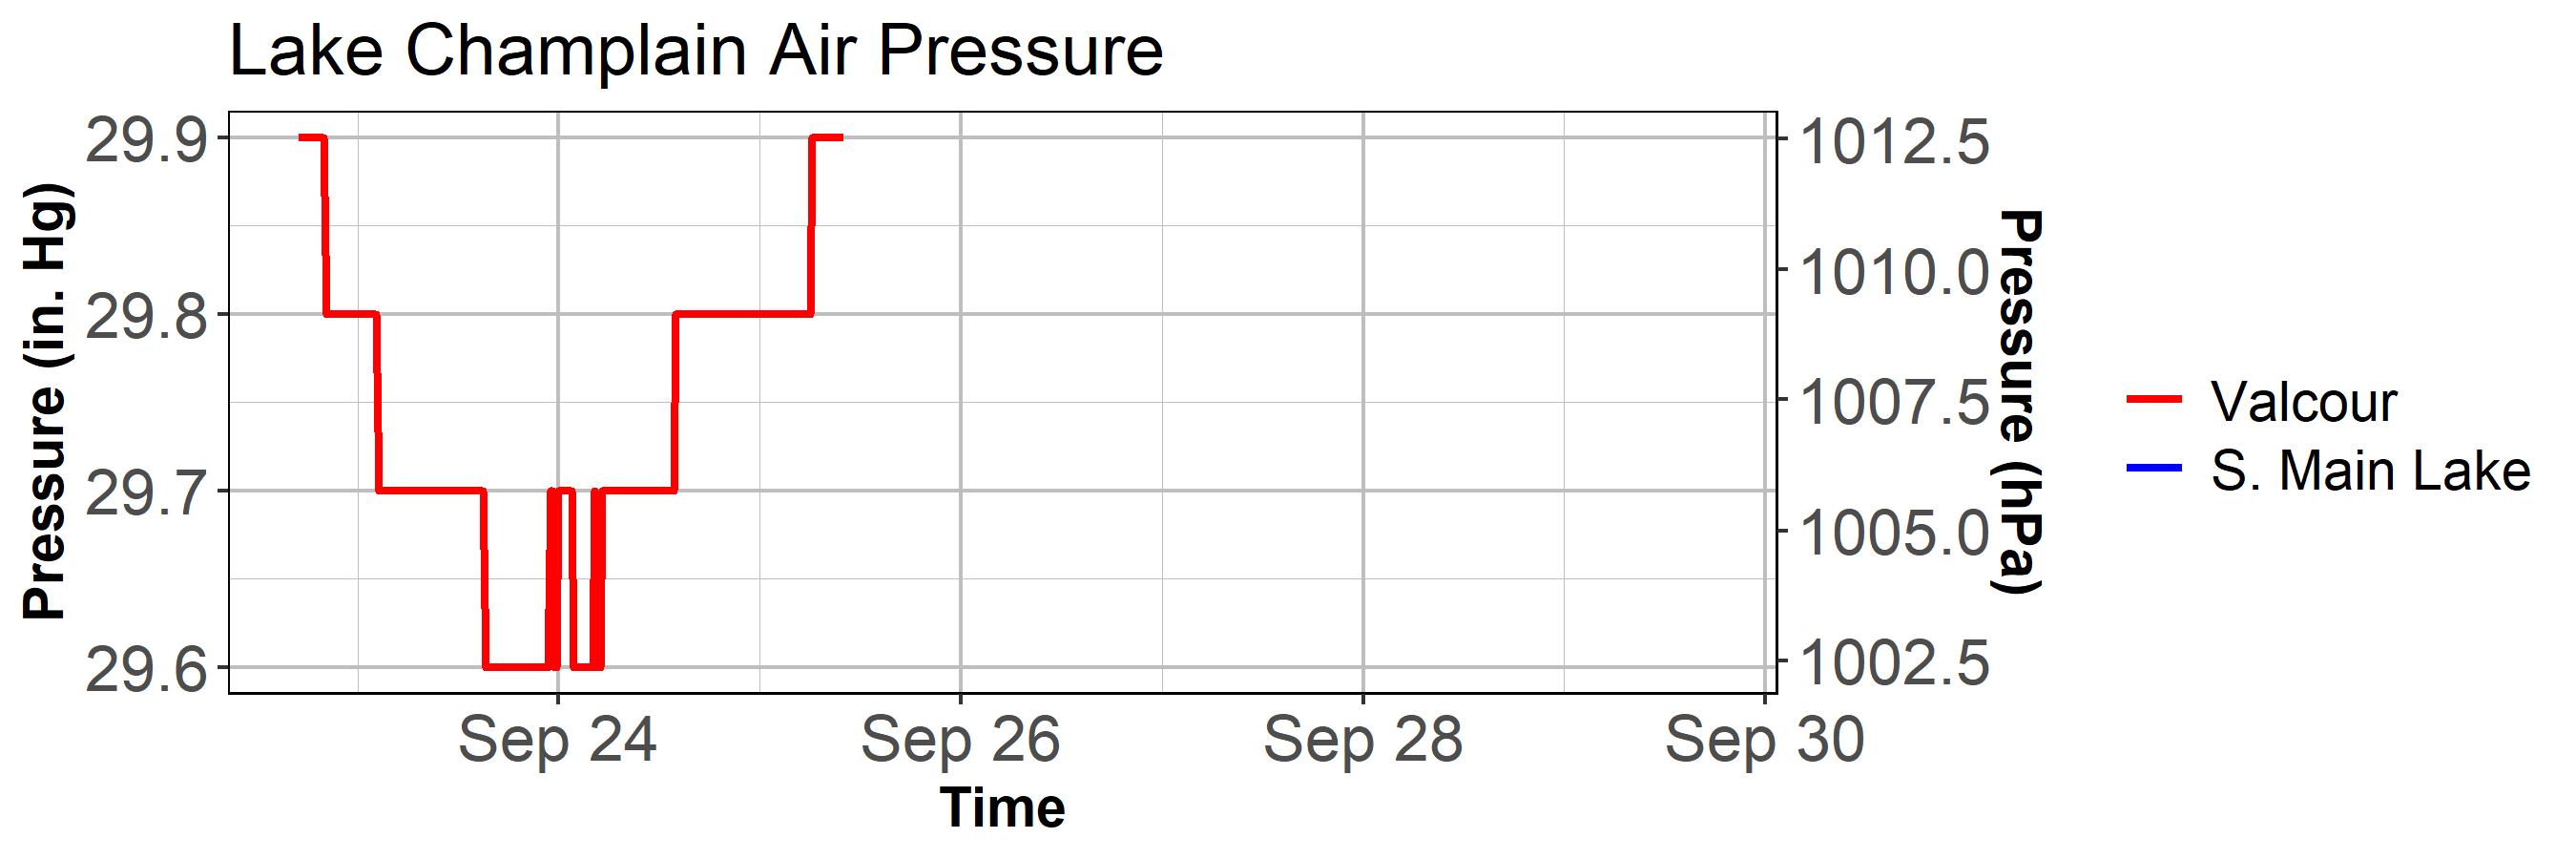 Lake Champlain Air Pressure
Pressure (in. Hg)
29.9
29.8
29.7
29.6
1012.5
1010.0
1007.5
1005.0
1002.5
Pressure (hPa)
Sep 24
Sep 26
Sep 28
Sep 30
Time
Valcour
S. Main Lake